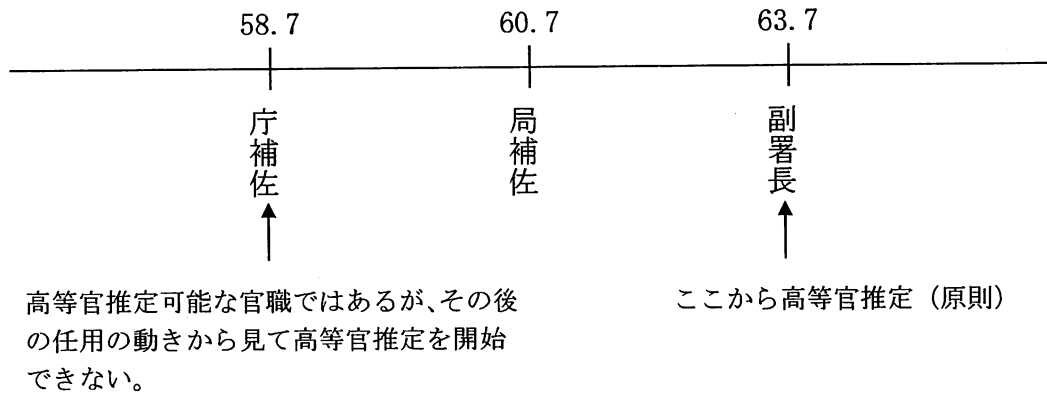 58.7
60.7
63.7
庁補佐
局補佐
副署長
高等官推定可能な官職ではあるが、その後
の任用の動きから見て高等官推定を開始
できない。
ここから高等官推定（原則）